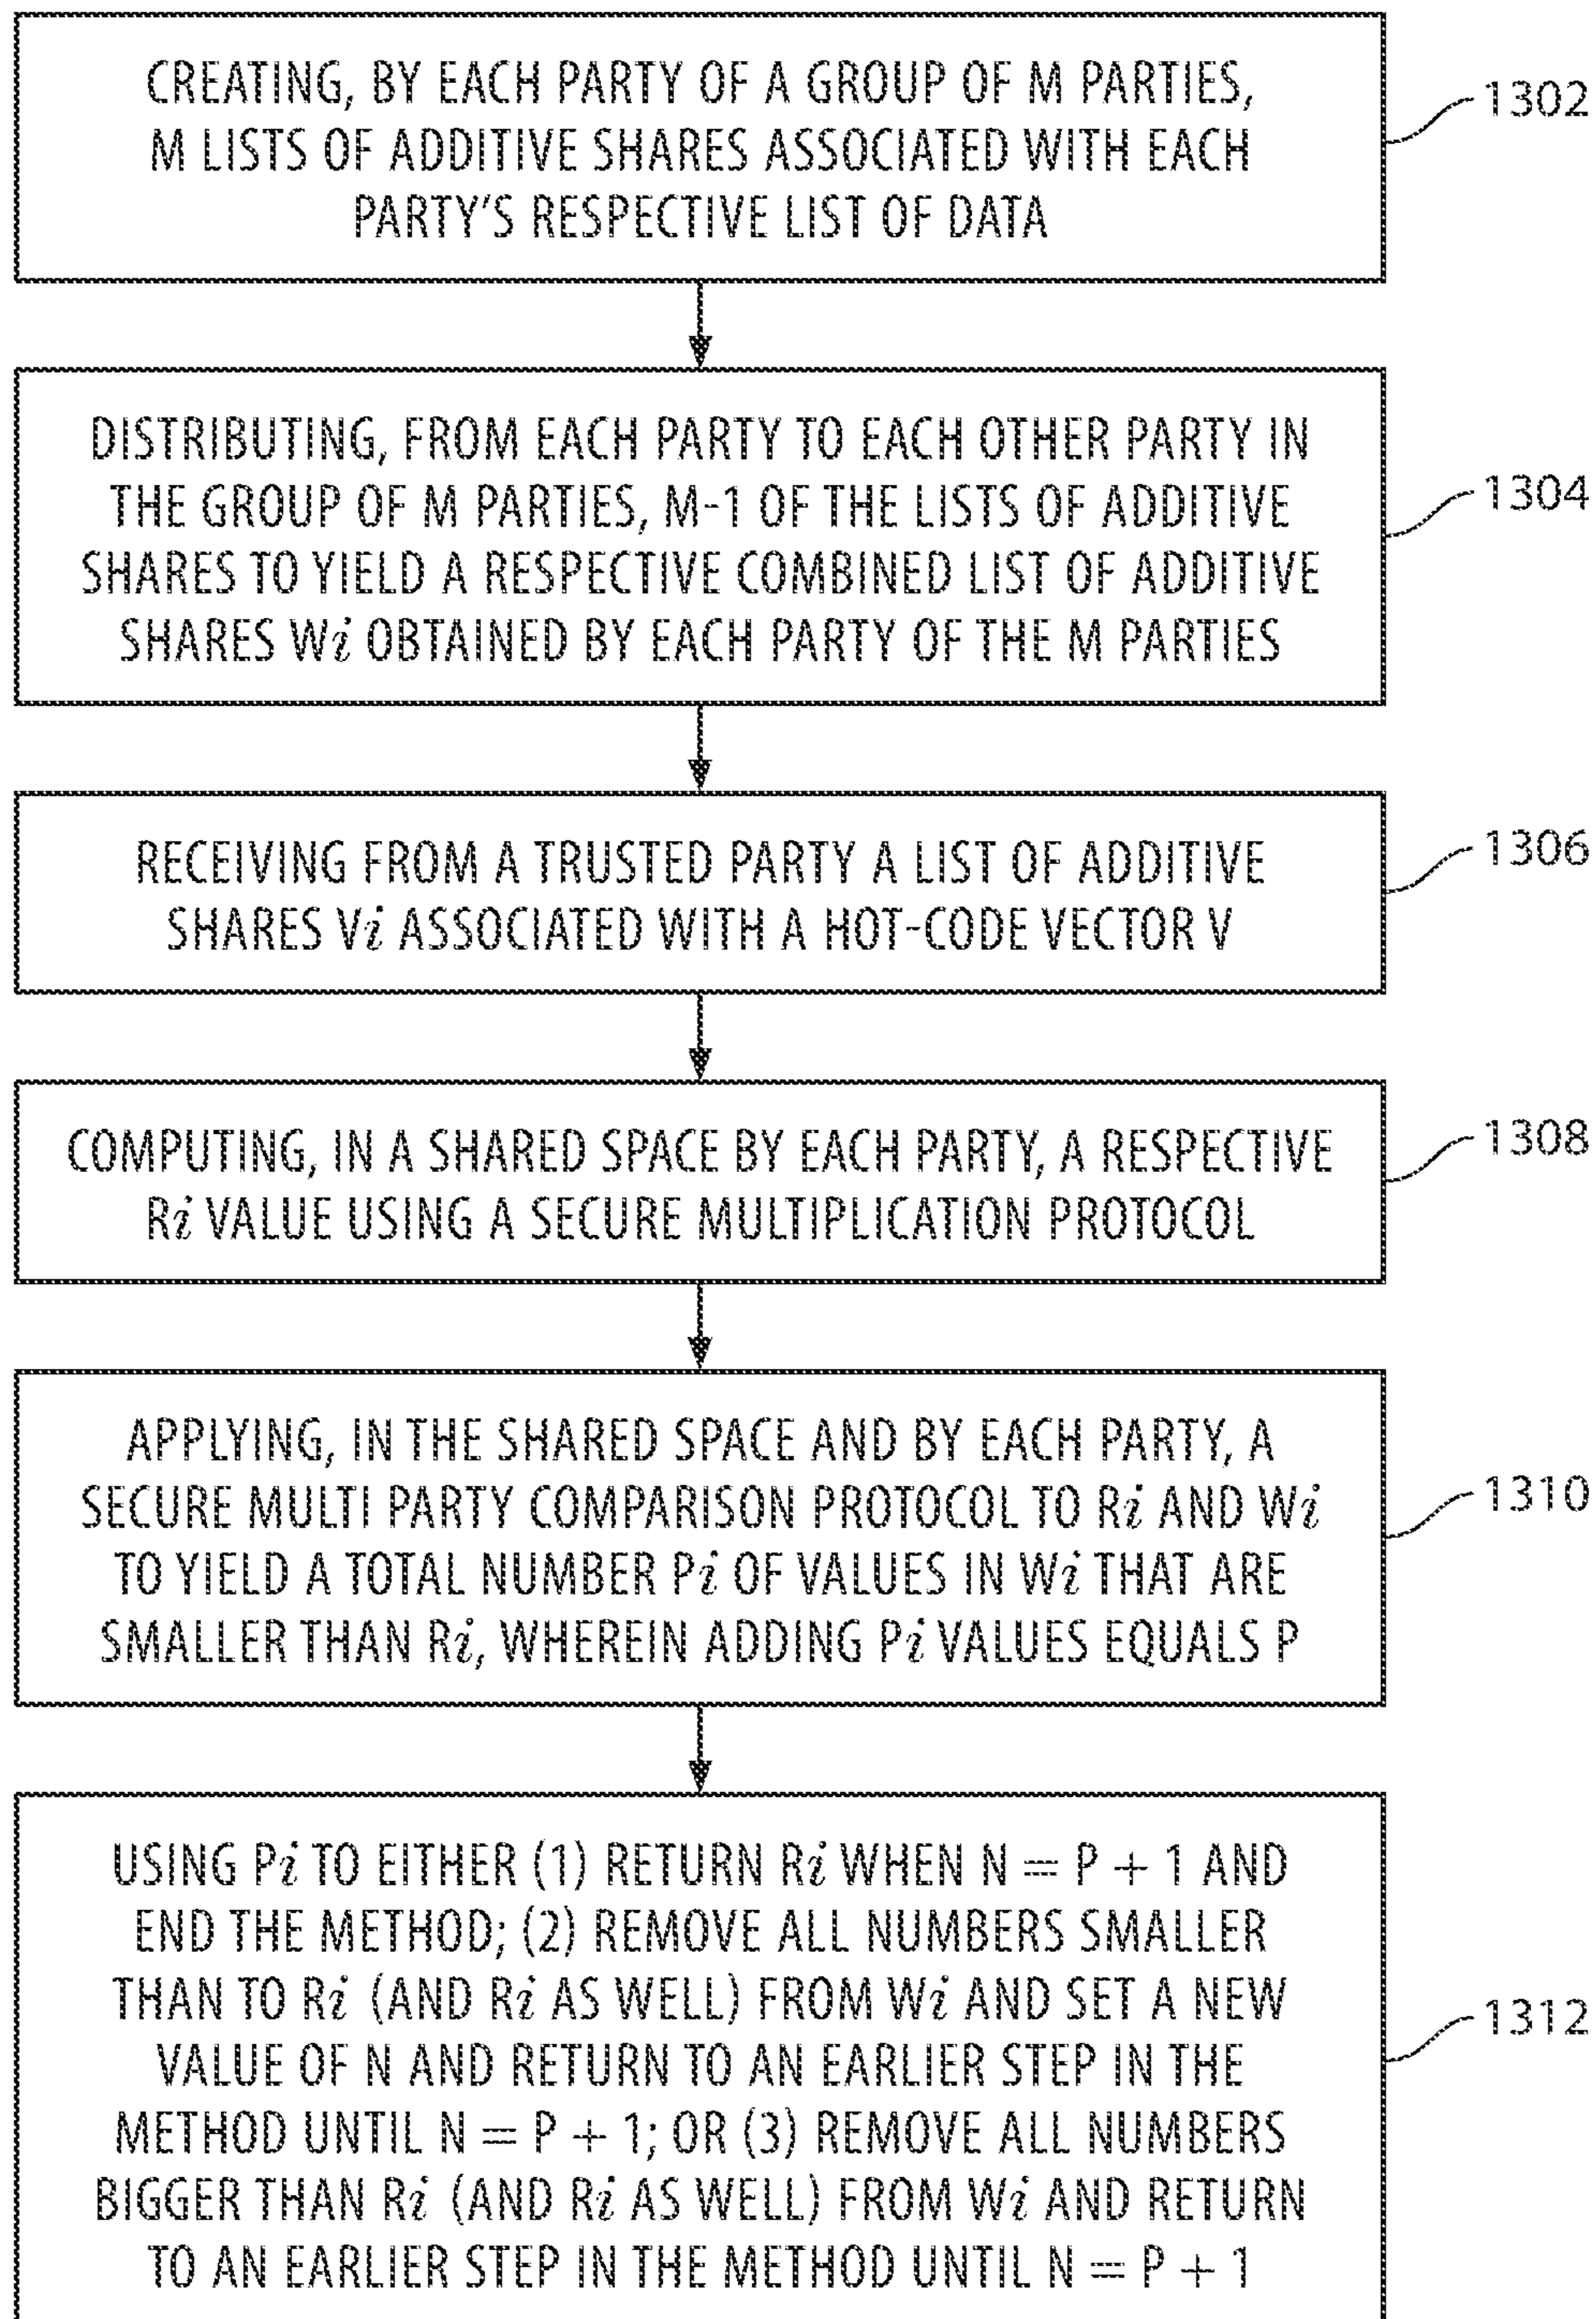 CREATING, BY EACH PARTY OF A GROUP OF M PARTIES,
M LISTS OF ADDITIVE SHARES ASSOCIATED WITH EACH
PARTY'S RESPECTIVE LIST OF DATA
1302
DISTRIBUTING, FROM EACH PARTY TO EACH OTHER PARTY IN
THE GROUP OF M PARTIES, M-1 OF THE LISTS OF ADDITIVE
SHARES TO YIELD A RESPECTIVE COMBINED LIST OF ADDITIVE
SHARES Wi OBTAINED BY EACH PARTY OF THE M PARTIES
1304
RECEIVING FROM A TRUSTED PARTY A LIST OF ADDITIVE
SHARES Vi ASSOCIATED WITH A HOT-CODE VECTOR V
1306
COMPUTING, IN A SHARED SPACE BY EACH PARTY, A RESPECTIVE
Ri VALUE USING A SECURE MULTIPLICATION PROTOCOL
1308
APPLYING, IN THE SHARED SPACE AND BY EACH PARTY, A
SECURE MULTI PARTY COMPARISON PROTOCOL TO Ri AND Wi
TO YIELD A TOTAL NUMBER Pi OF VALUES IN Wi THAT ARE
SMALLER THAN Ri, WHEREIN ADDING Pi VALUES EQUALS P
1310
USING Pi TO EITHER (1) RETURN Ri WHEN N = P + 1 AND
END THE METHOD; (2) REMOVE ALL NUMBERS SMALLER
THAN TO Ri (AND Ri AS WELL) FROM Wi AND SET A NEW
VALUE OF N AND RETURN TO AN EARLIER STEP IN THE
METHOD UNTIL N = P + 1; OR (3) REMOVE ALL NUMBERS
BIGGER THAN Ri (AND Ri AS WELL) FROM Wi AND RETURN
TO AN EARLIER STEP IN THE METHOD UNTIL N = P + 1
1312